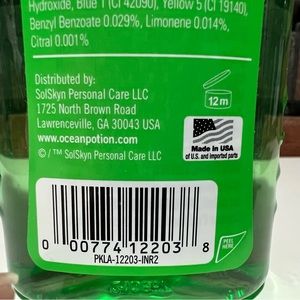 Hydroxide, Blue 1 (CI 42090), Yellow 5 (CI 19140),
Benzyl Benzoate 0.029%, Limonene 0.014%,
Citral 0.001%
Distributed by:
SolSkyn Personal Care LLC
1725 North Brown Road
Lawrenceville, GA 30043 USA
www.oceanpotion.com
© / ™ SolSkyn Personal Care LLC
12 m
Made in USA
of U.S. and imported parts
0 00774 12203 8
PKLA-12203-INR2
PEEL
HERE